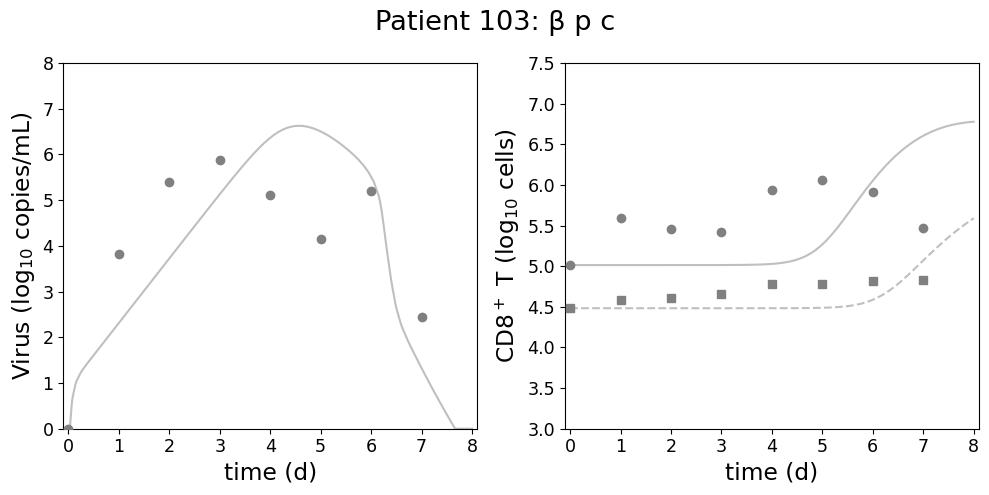 Patient 103: β p c
Virus (log₁₀ copies/mL)
8
7
6
5
4
3
2
1
0
0 1 2 3 4 5 6 7 8
time (d)
CD8⁺ T (log₁₀ cells)
7.5
7.0
6.5
6.0
5.5
5.0
4.5
4.0
3.5
3.0
0 1 2 3 4 5 6 7 8
time (d)